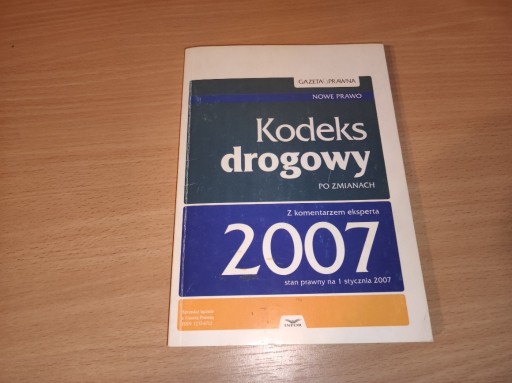 GAZETA PRAWNA
NOWE PRAWO
Kodeks
drogowy
PO ZMIANACH
Z komentarzem eksperta
2007
stan prawny na 1 stycznia 2007